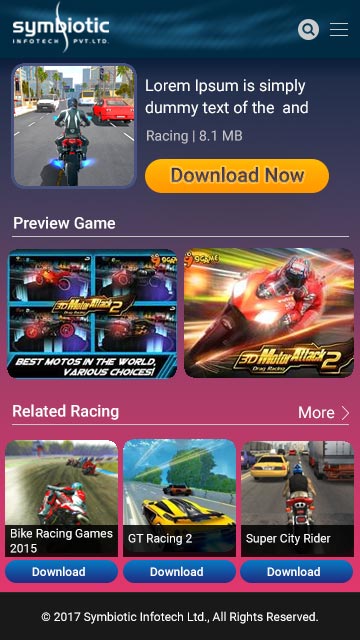 symbiotic
INFOTECH PVT.LTD.
Lorem Ipsum is simply
dummy text of the and
Racing | 8.1 MB
Download Now
Preview Game
3D Motor Attack 2
BEST MOTOS IN THE WORLD,
VARIOUS CHOICES!
9GAME
3D Motor Attack 2
Drag Racing
Related Racing
More
Bike Racing Games
2015
GT Racing 2
Super City Rider
Download
Download
Download
© 2017 Symbiotic Infotech Ltd., All Rights Reserved.